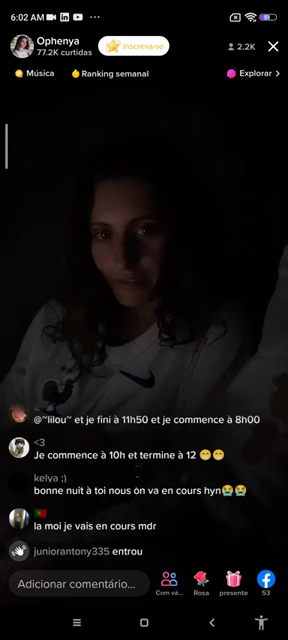 6:02 AM
Ophenya
77.2K curtidas
Inscreva-se
2.2K
Música
Ranking semanal
Explorar >
@~lilou~ et je fini à 11h50 et je commence à 8h00
<3
Je commence à 10h et termine à 12 😁😁
kelya ;)
bonne nuit à toi nous on va en cours hyn😭😭
🇵🇹
la moi je vais en cours mdr
juniorantony335 entrou
Adicionar comentário...
Com vá...
Rosa
presente
53